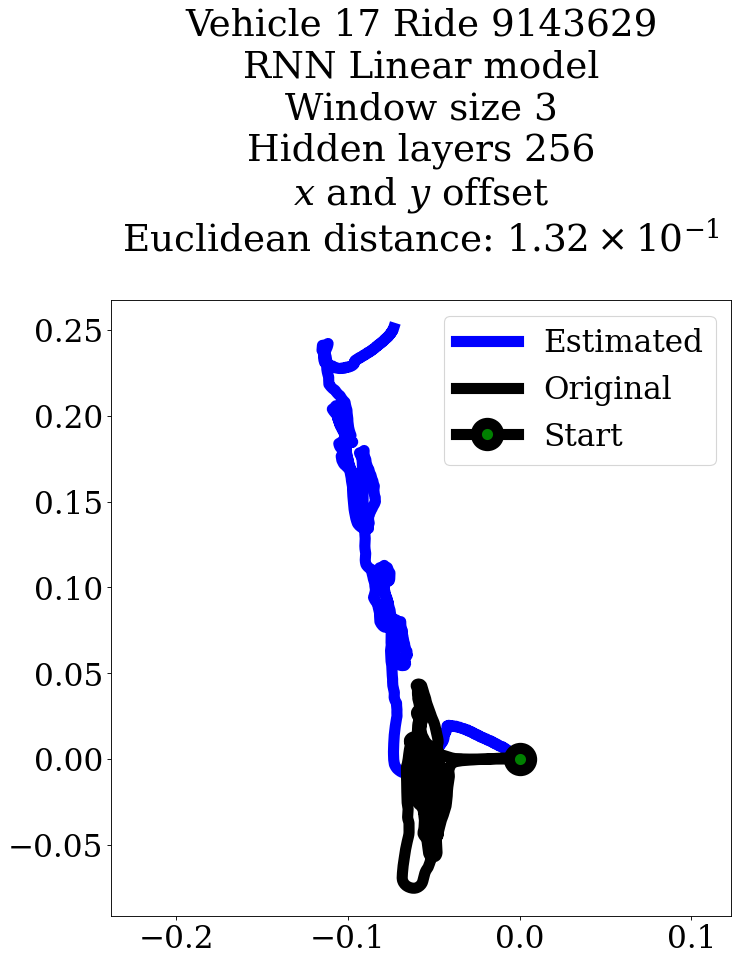 Vehicle 17 Ride 9143629
RNN Linear model
Window size 3
Hidden layers 256
x and y offset
Euclidean distance: 1.32 × 10⁻¹
Estimated
Original
Start
0.25
0.20
0.15
0.10
0.05
0.00
−0.05
−0.2 −0.1 0.0 0.1